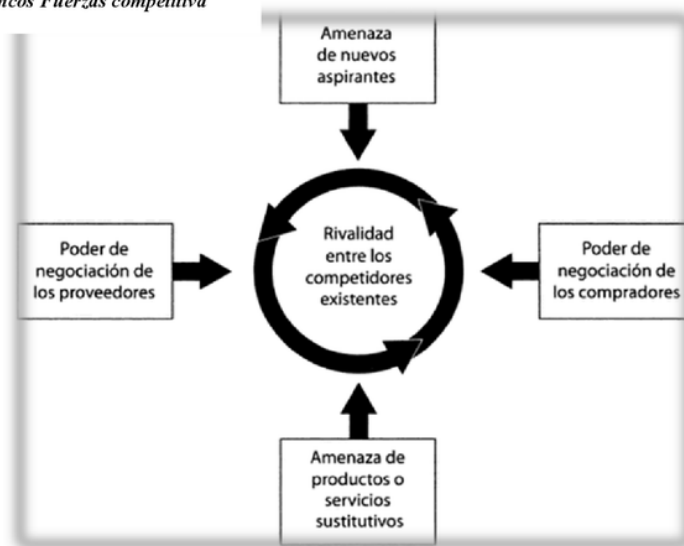 Fuerzas competitiva
Amenaza
de nuevos
aspirantes
Poder de
negociación de
los proveedores
Rivalidad
entre los
competidores
existentes
Poder de
negociación de
los compradores
Amenaza de
productos o
servicios
sustitutivos